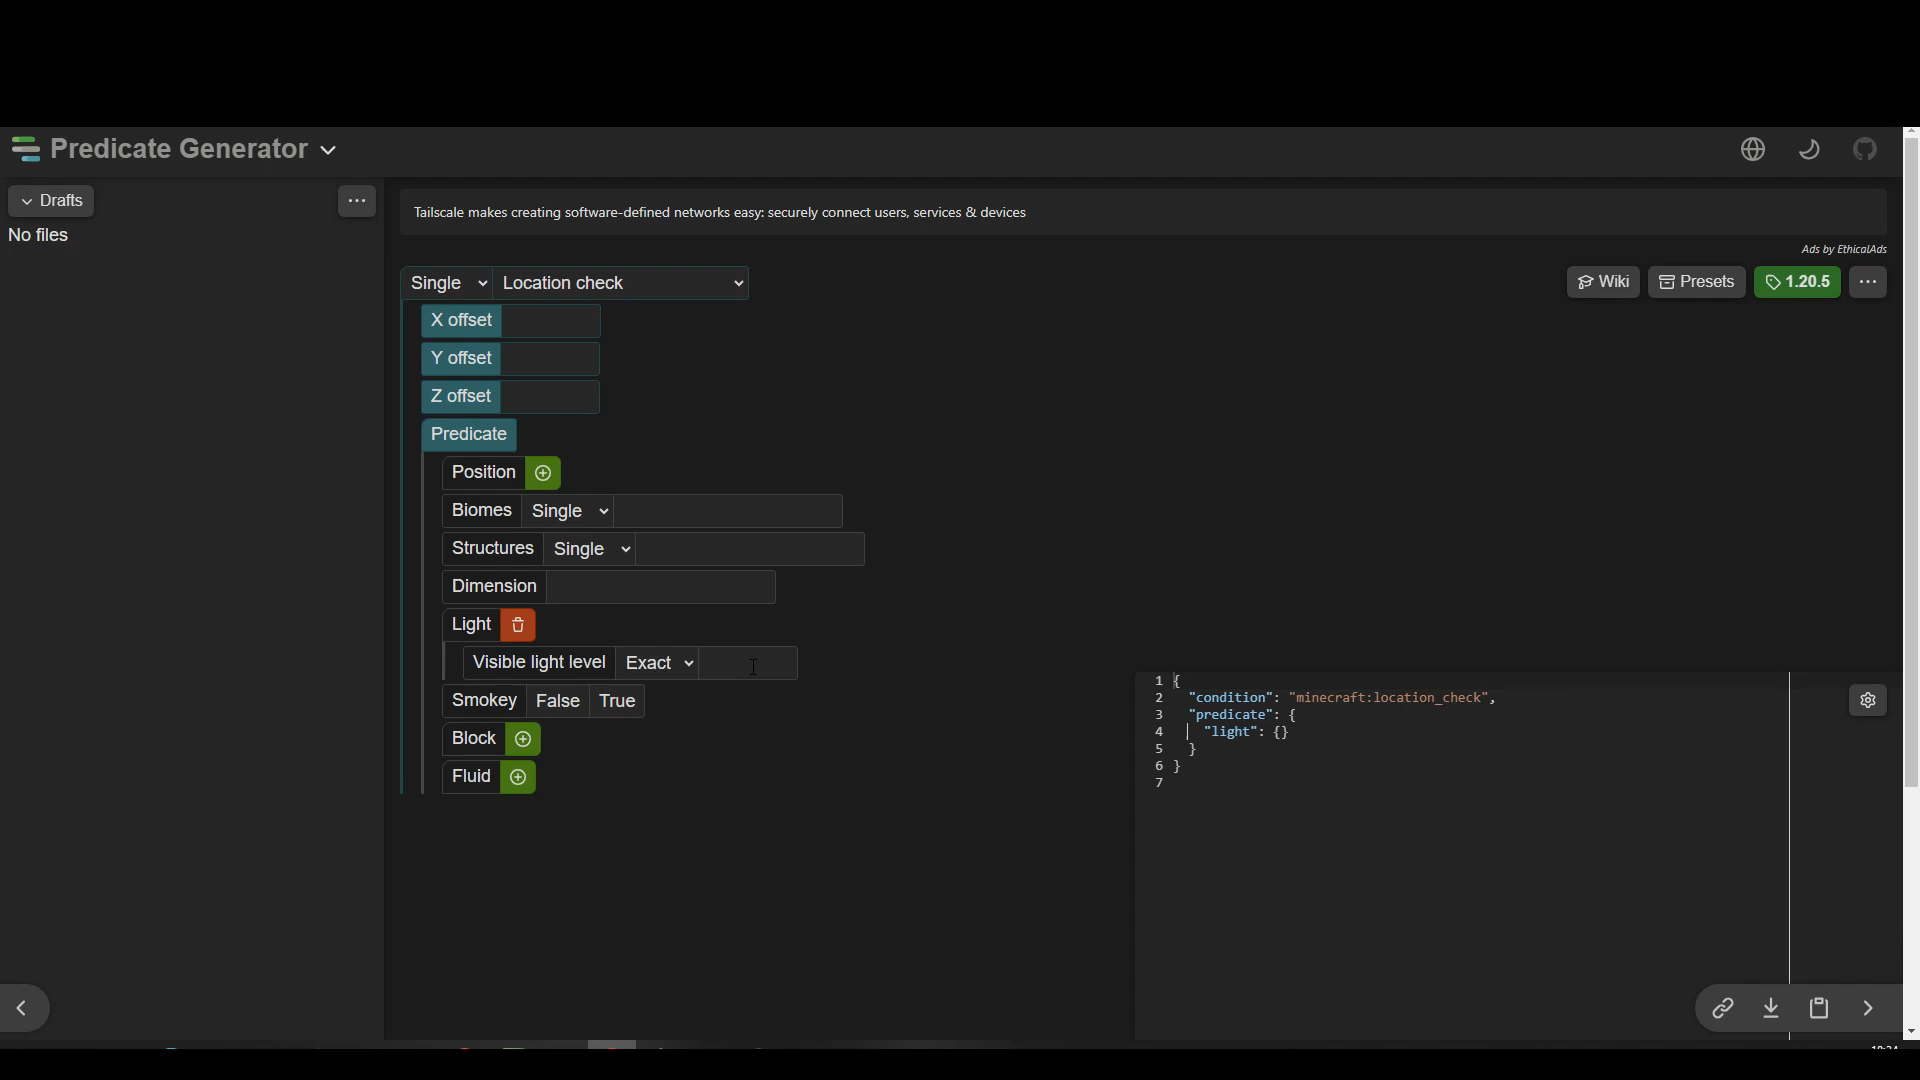 Predicate Generator
Drafts
No files
Tailscale makes creating software-defined networks easy: securely connect users, services & devices
Ads by EthicalAds
Single Location check
Wiki Presets 1.20.5
X offset
Y offset
Z offset
Predicate
Position
Biomes Single
Structures Single
Dimension
Light
Visible light level Exact
Smokey False True
Block
Fluid
1 {
2 "condition": "minecraft:location_check",
3 "predicate": {
4 "light": {}
5 }
6 }
7